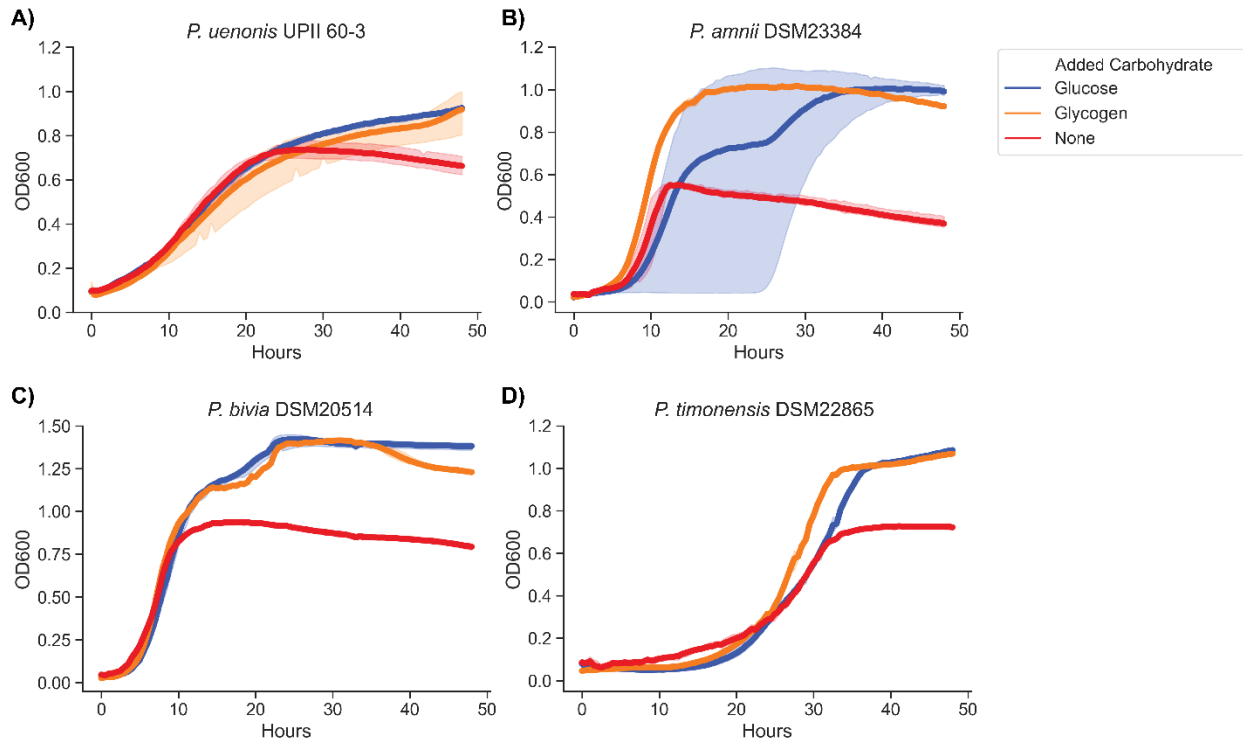 A)
P. uenonis UPII 60-3
1.2
1.0
0.8
0.6
0.4
0.2
0.0
OD600
0
10
20
30
40
50
Hours
B)
P. amnii DSM23384
1.2
1.0
0.8
0.6
0.4
0.2
0.0
OD600
0
10
20
30
40
50
Hours
Added Carbohydrate
Glucose
Glycogen
None
C)
P. bivia DSM20514
1.50
1.25
1.00
0.75
0.50
0.25
0.00
OD600
0
10
20
30
40
50
Hours
D)
P. timonensis DSM22865
1.2
1.0
0.8
0.6
0.4
0.2
0.0
OD600
0
10
20
30
40
50
Hours